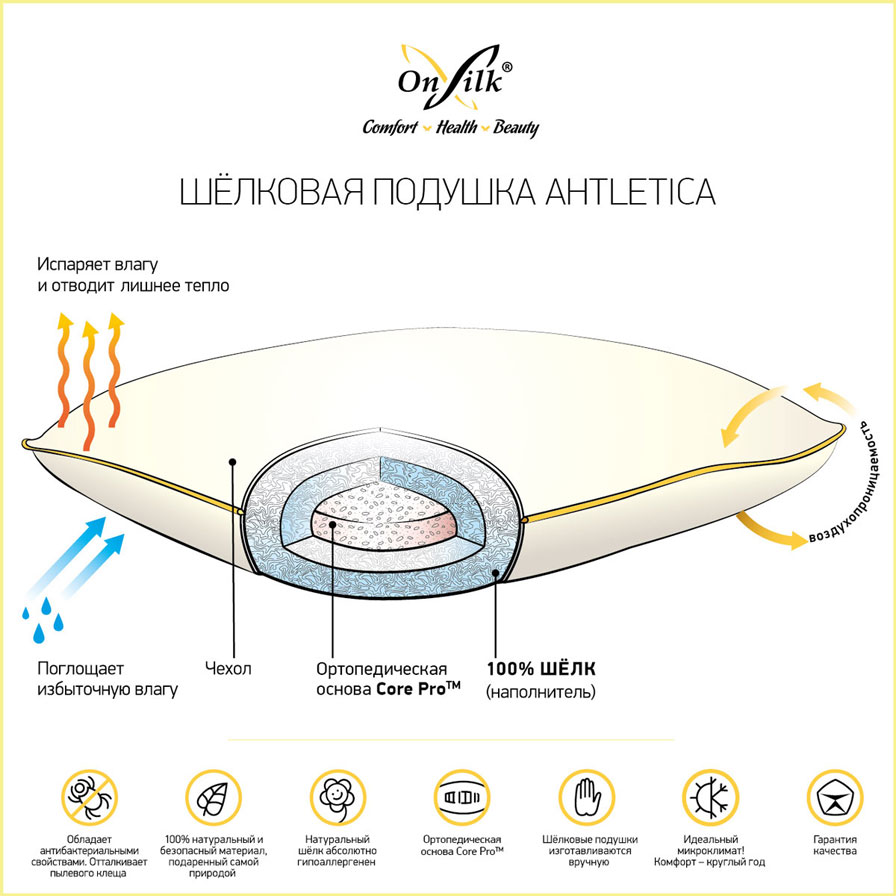 OnSilk®
Comfort Health Beauty
ШЁЛКОВАЯ ПОДУШКА AHTLETICA
Испаряет влагу
и отводит лишнее тепло
воздухопроницаемость
Поглощает
избыточную влагу
Чехол
Ортопедическая
основа Core Pro™
100% ШЁЛК
(наполнитель)
Обладает
антибактериальными
свойствами. Отталкивает
пылевого клеща
100% натуральный и
безопасный материал,
подаренный самой
природой
Натуральный
шёлк абсолютно
гипоаллергенен
Ортопедическая
основа Core Pro™
Шёлковые подушки
изготавливаются
вручную
Идеальный
микроклимат!
Комфорт – круглый год
Гарантия
качества